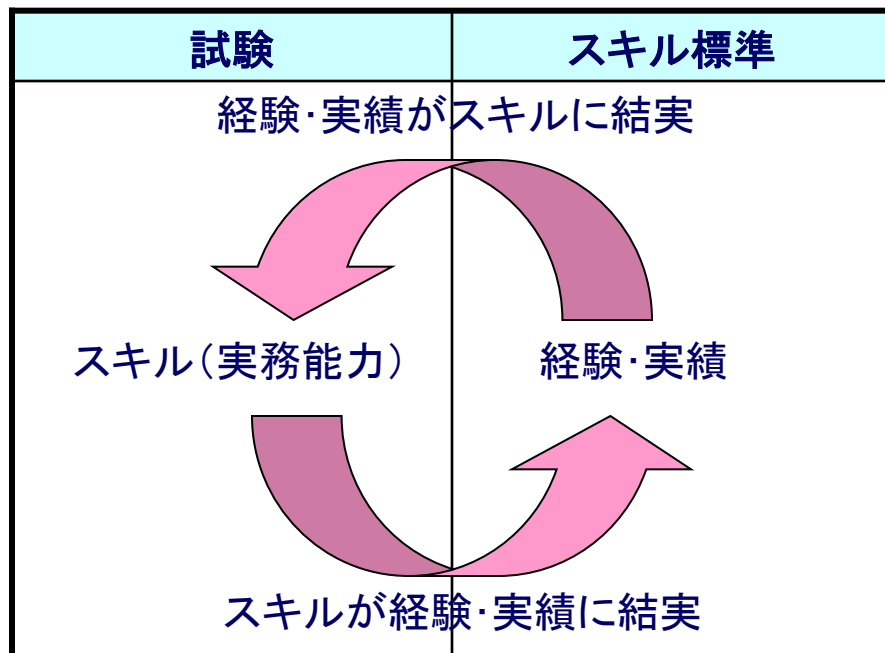 試験
スキル標準
経験・実績がスキルに結実
スキル（実務能力）
経験・実績
スキルが経験・実績に結実